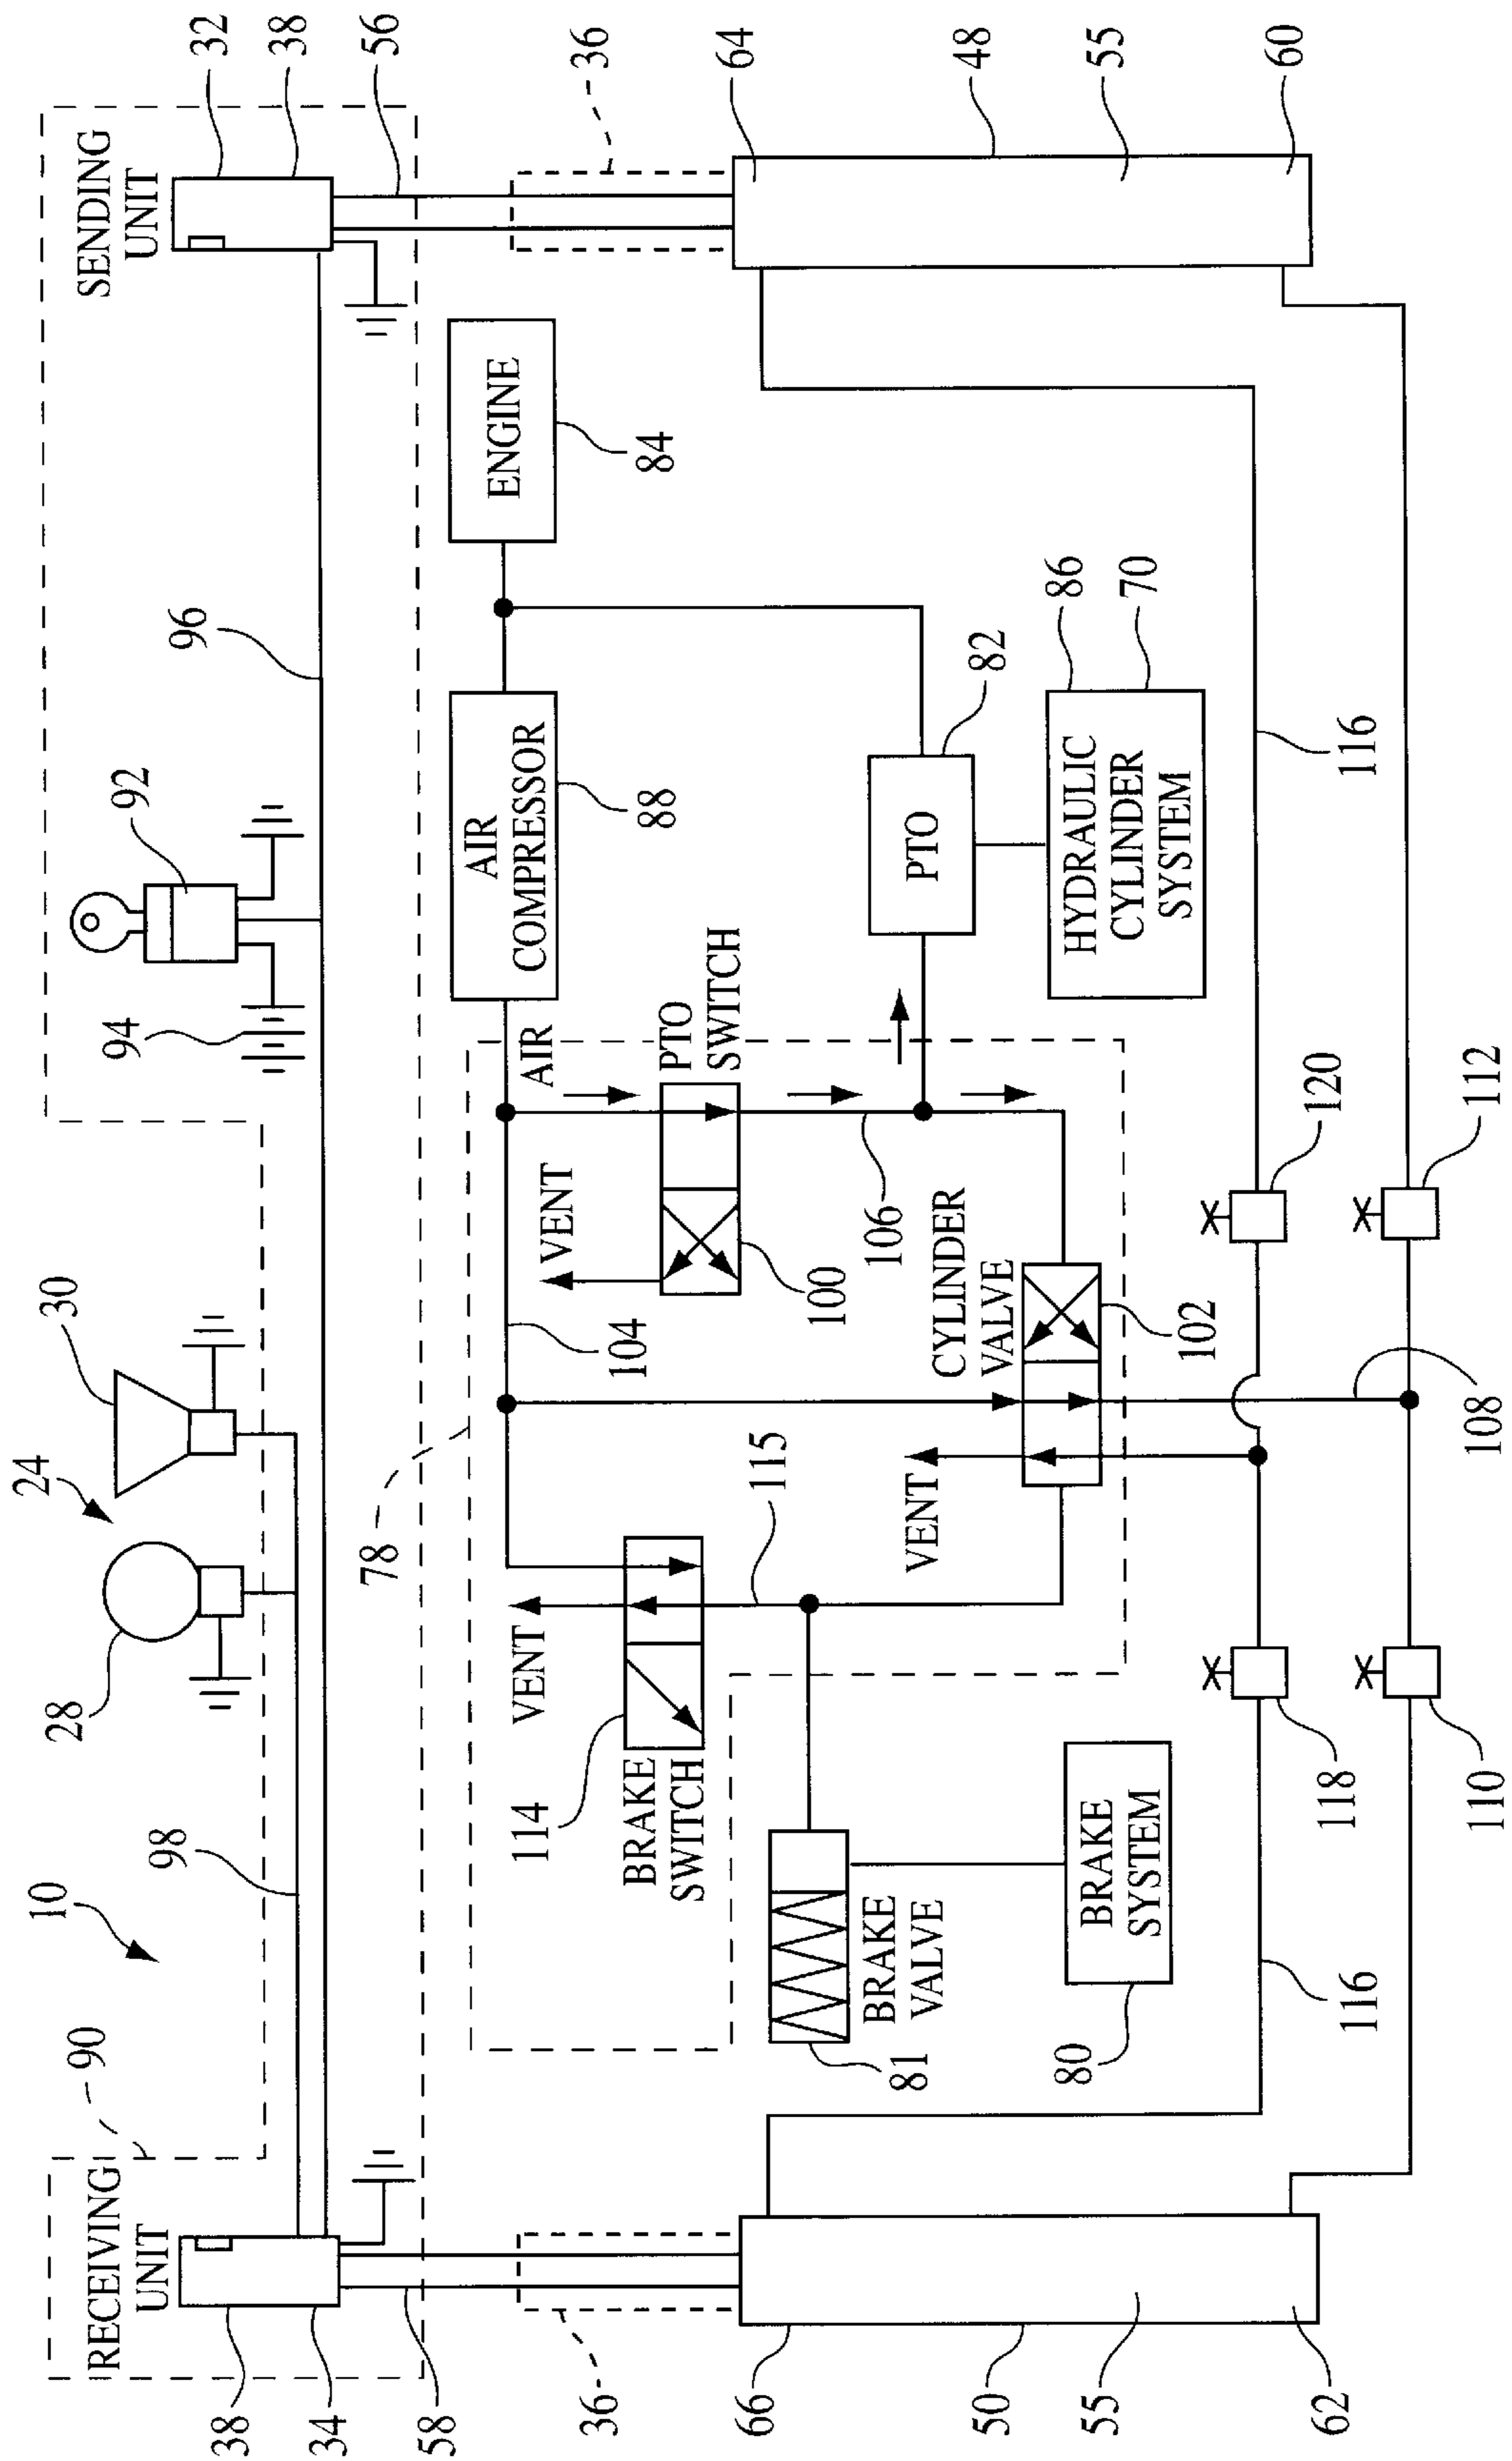 10
90
RECEIVING
UNIT
38
34
58
36
98
28
24
30
94
92
96
SENDING
UNIT
32
38
56
36
78
114
BRAKE
SWITCH
VENT
115
104
VENT
100
PTO
SWITCH
AIR
106
AIR
COMPRESSOR
88
ENGINE
84
PTO
82
HYDRAULIC
CYLINDER
SYSTEM
86
70
CYLINDER
VALVE
102
VENT
BRAKE
VALVE
81
BRAKE
SYSTEM
80
66
50
55
62
64
48
55
60
116
118
110
108
120
112
116